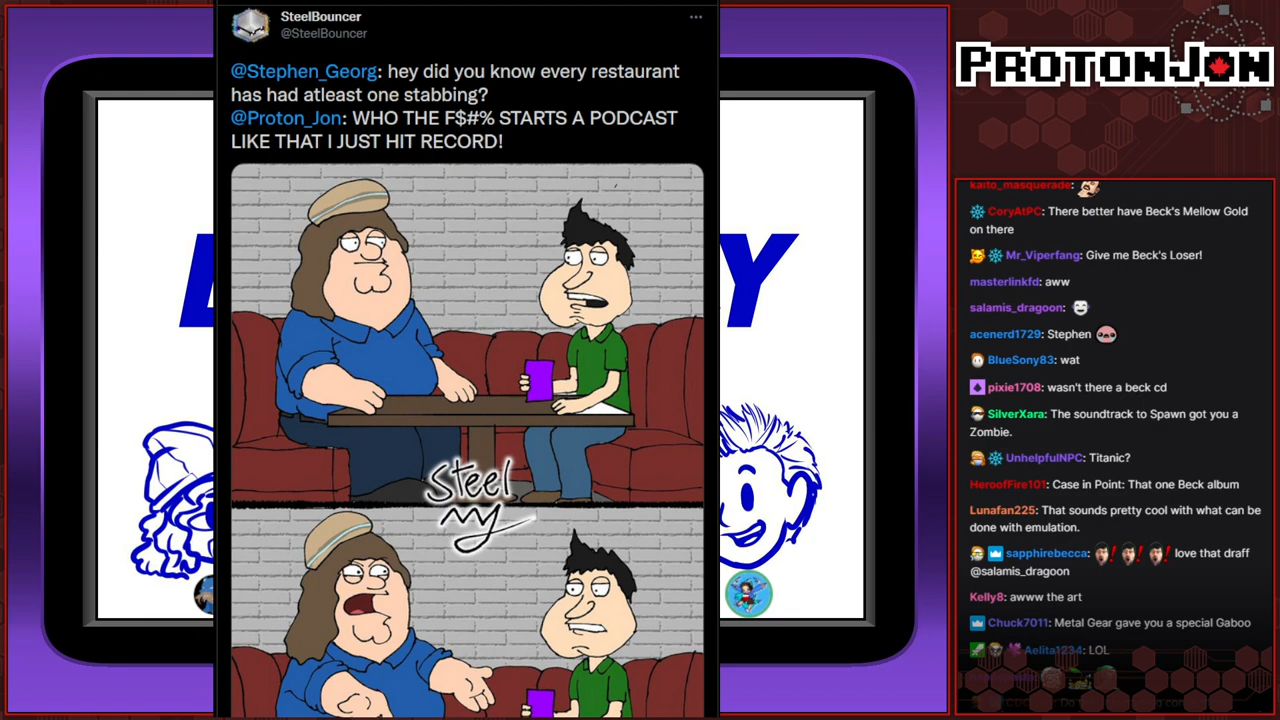 SteelBouncer
@SteelBouncer
@Stephen_Georg: hey did you know every restaurant
has had atleast one stabbing?
@Proton_Jon: WHO THE F$#% STARTS A PODCAST
LIKE THAT I JUST HIT RECORD!
Steel
my
Y
PROTONJON
kaito_masquerade:
CoryAtPC: There better have Beck's Mellow Gold
on there
Mr_Viperfang: Give me Beck's Loser!
masterlinkfd: aww
salamis_dragoon:
acenerd1729: Stephen
BlueSony83: wat
pixie1708: wasn't there a beck cd
SilverXara: The soundtrack to Spawn got you a
Zombie.
UnhelpfulNPC: Titanic?
HeroofFire101: Case in Point: That one Beck album
Lunafan225: That sounds pretty cool with what can be
done with emulation.
sapphirebecca: love that draff
@salamis_dragoon
Kelly8: awww the art
Chuck7011: Metal Gear gave you a special Gaboo
Aelita1234: LOL